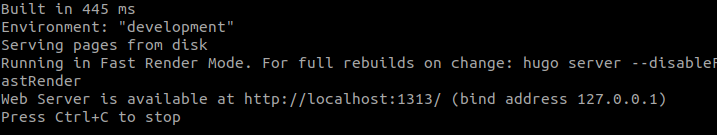 Built in 445 ms
Environment: "development"
Serving pages from disk
Running in Fast Render Mode. For full rebuilds on change: hugo server --disableF
astRender
Web Server is available at http://localhost:1313/ (bind address 127.0.0.1)
Press Ctrl+C to stop